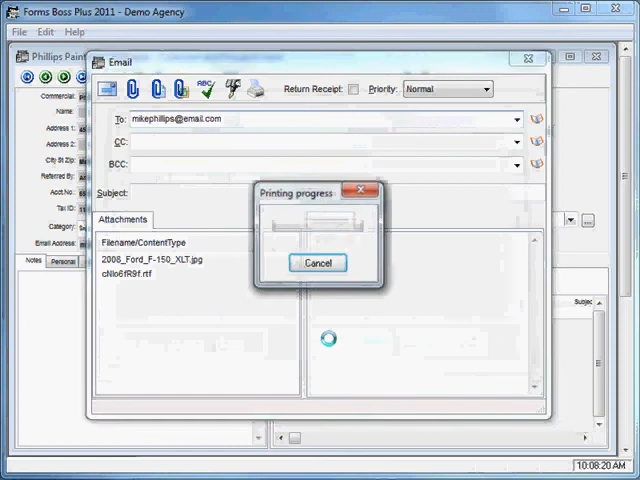 Forms Boss Plus 2011 - Demo Agency
File Edit Help
Phillips Pain
Email
ABC
Return Receipt: Priority: Normal
Commercial:
Name:
To: mikephillips@email.com
Address 1:
Address 2:
CC:
City St Zip:
BCC:
Referred By:
Acct.No:
Subject:
Printing progress
Tax ID:
Category:
Attachments
Email Address:
Filename/ContentType
Notes Personal
2008_Ford_F-150_XLT.jpg
Cancel
cNlo6fR9f.rtf
Subjec
10:08:20 AM